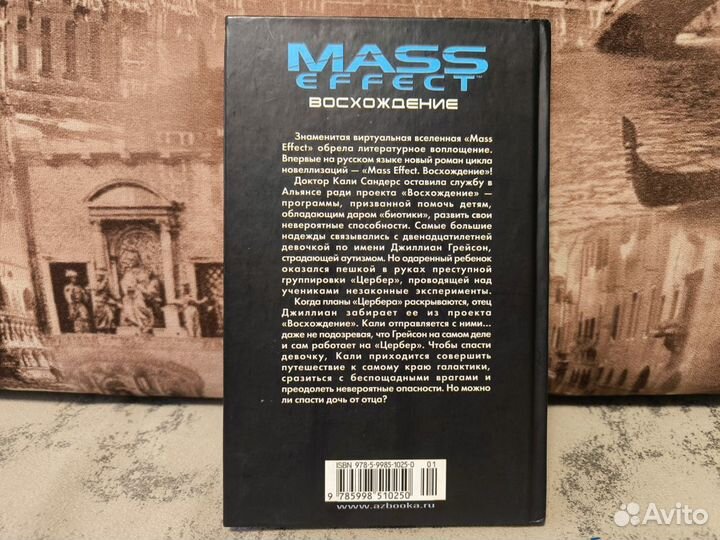 MASS
EFFECT™
ВОСХОЖДЕНИЕ
Знаменитая виртуальная вселенная «Mass
Effect» обрела литературное воплощение.
Впервые на русском языке новый роман цикла
новеллизаций — «Mass Effect. Восхождение»!
Доктор Кали Сандерс оставила службу в
Альянсе ради проекта «Восхождение» —
программы, призванной помочь детям,
обладающим даром «биотики», развить свои
невероятные способности. Самые большие
надежды связывались с двенадцатилетней
девочкой по имени Джиллиан Грейсон,
страдающей аутизмом. Но одаренный ребенок
оказался пешкой в руках преступной
группировки «Цербер», проводящей над
учениками незаконные эксперименты.
Когда планы «Цербера» раскрываются, отец
Джиллиан забирает ее из проекта
«Восхождение». Кали отправляется с ними...
даже не подозревая, что Грейсон на самом деле
и сам работает на «Цербер». Чтобы спасти
девочку, Кали приходится совершить
путешествие к самому краю галактики,
сразиться с беспощадными врагами и
преодолеть невероятные опасности. Но можно
ли спасти дочь от отца?
ISBN 978-5-9985-1025-0
01
9 785998 510250
www.azbooka.ru
Avito